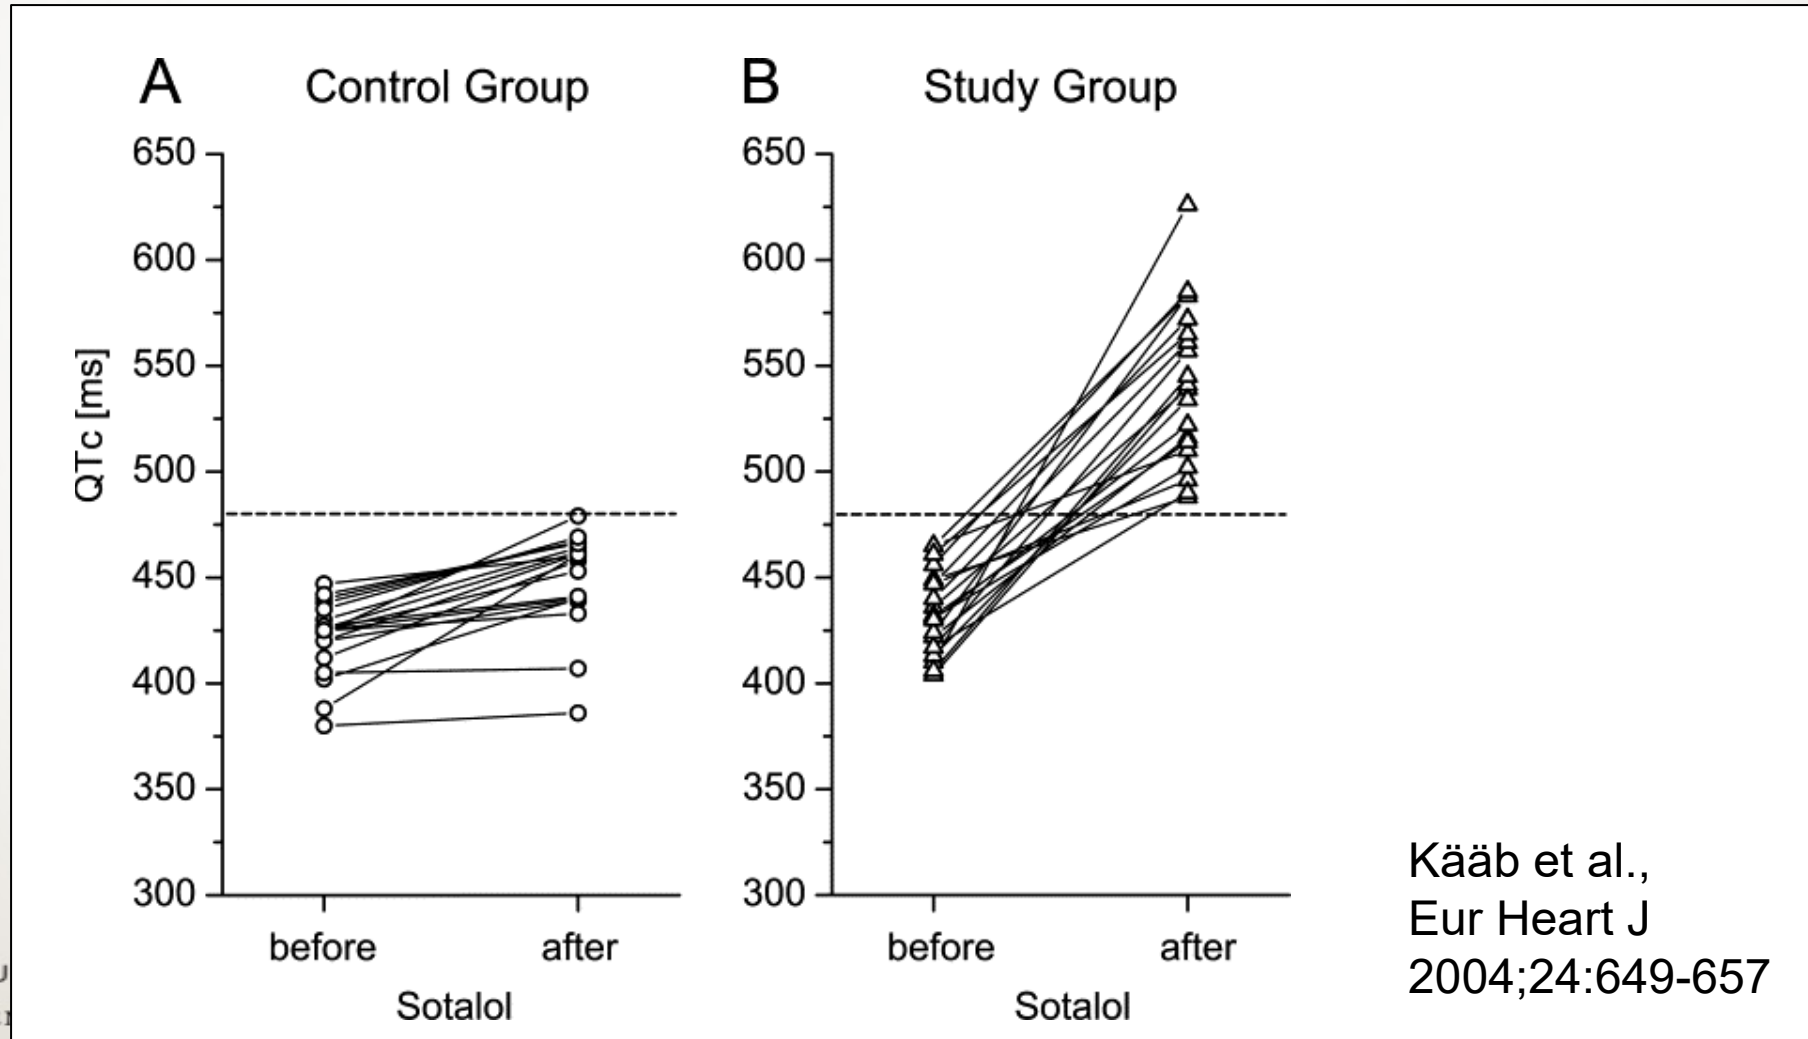 A Control Group
650
600
550
500
450
400
350
300
QTc [ms]
before after
Sotalol
B Study Group
650
600
550
500
450
400
350
300
before after
Sotalol
Kääb et al.,
Eur Heart J
2004;24:649-657